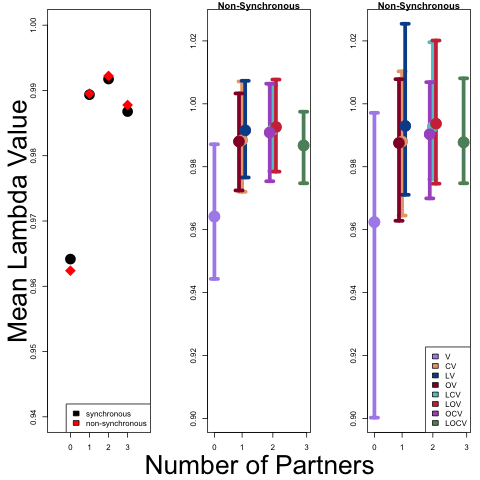 Non-Synchronous
Non-Synchronous
Mean Lambda Value
1.00
0.99
0.98
0.97
0.96
0.95
0.94
synchronous
non-synchronous
0 1 2 3
1.02
1.00
0.98
0.96
0.94
0.92
0.90
0 1 2 3
1.02
1.00
0.98
0.96
0.94
0.92
0.90
V
CV
LV
OV
LCV
LOV
OCV
LOCV
0 1 2 3
Number of Partners